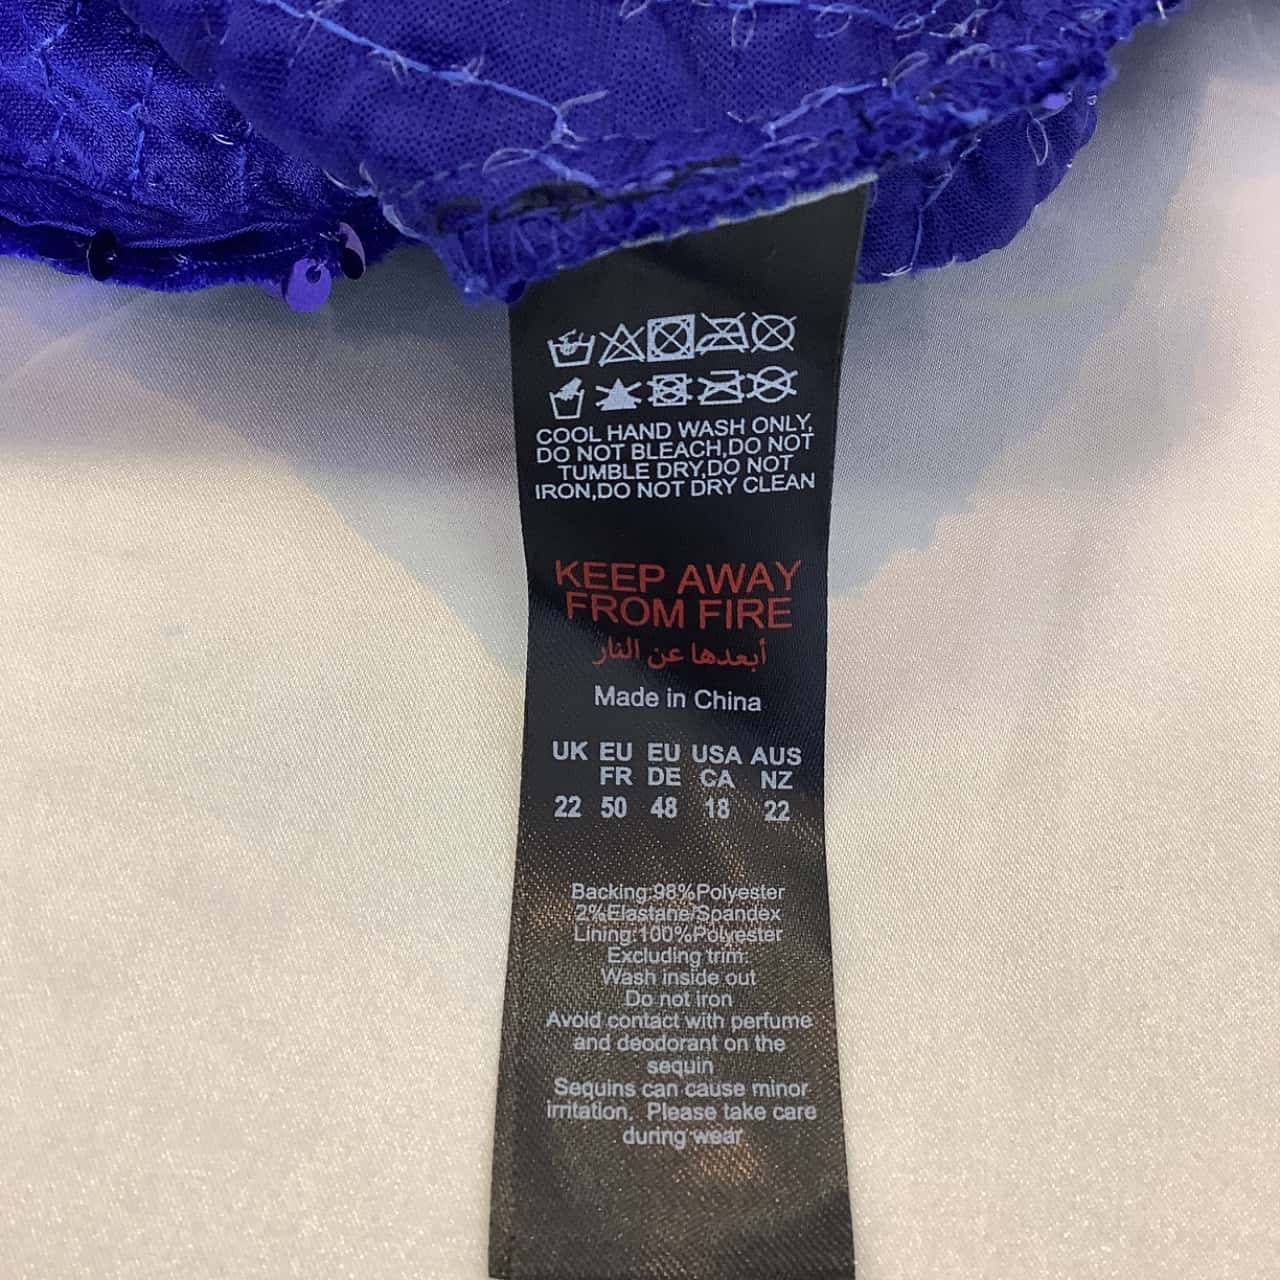 COOL HAND WASH ONLY,
DO NOT BLEACH,DO NOT
TUMBLE DRY,DO NOT
IRON,DO NOT DRY CLEAN
KEEP AWAY
FROM FIRE
أبعدها عن النار
Made in China
UK EU EU USA AUS
FR DE CA NZ
22 50 48 18 22
Backing:98%Polyester
2%Elastane/Spandex
Lining:100%Polyester
Excluding trim:
Wash inside out
Do not iron
Avoid contact with perfume
and deodorant on the
sequin
Sequins can cause minor
irritation. Please take care
during wear